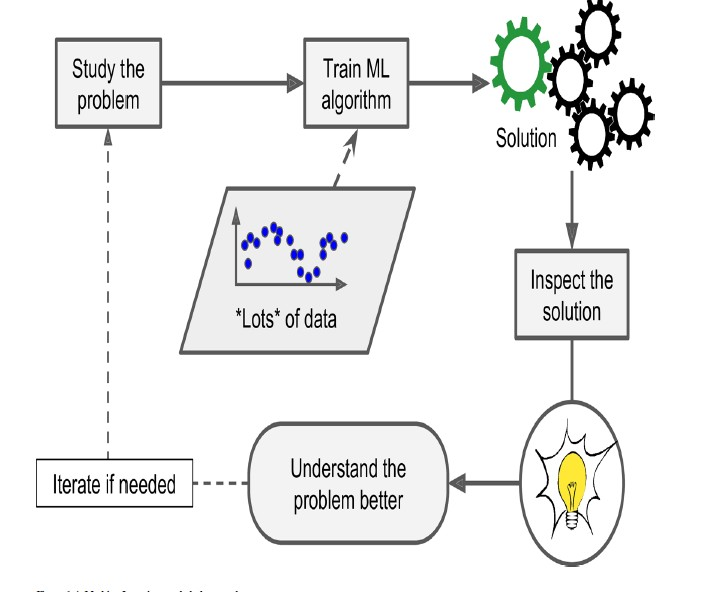 Study the
problem
Train ML
algorithm
Solution
*Lots* of data
Inspect the
solution
Understand the
problem better
Iterate if needed